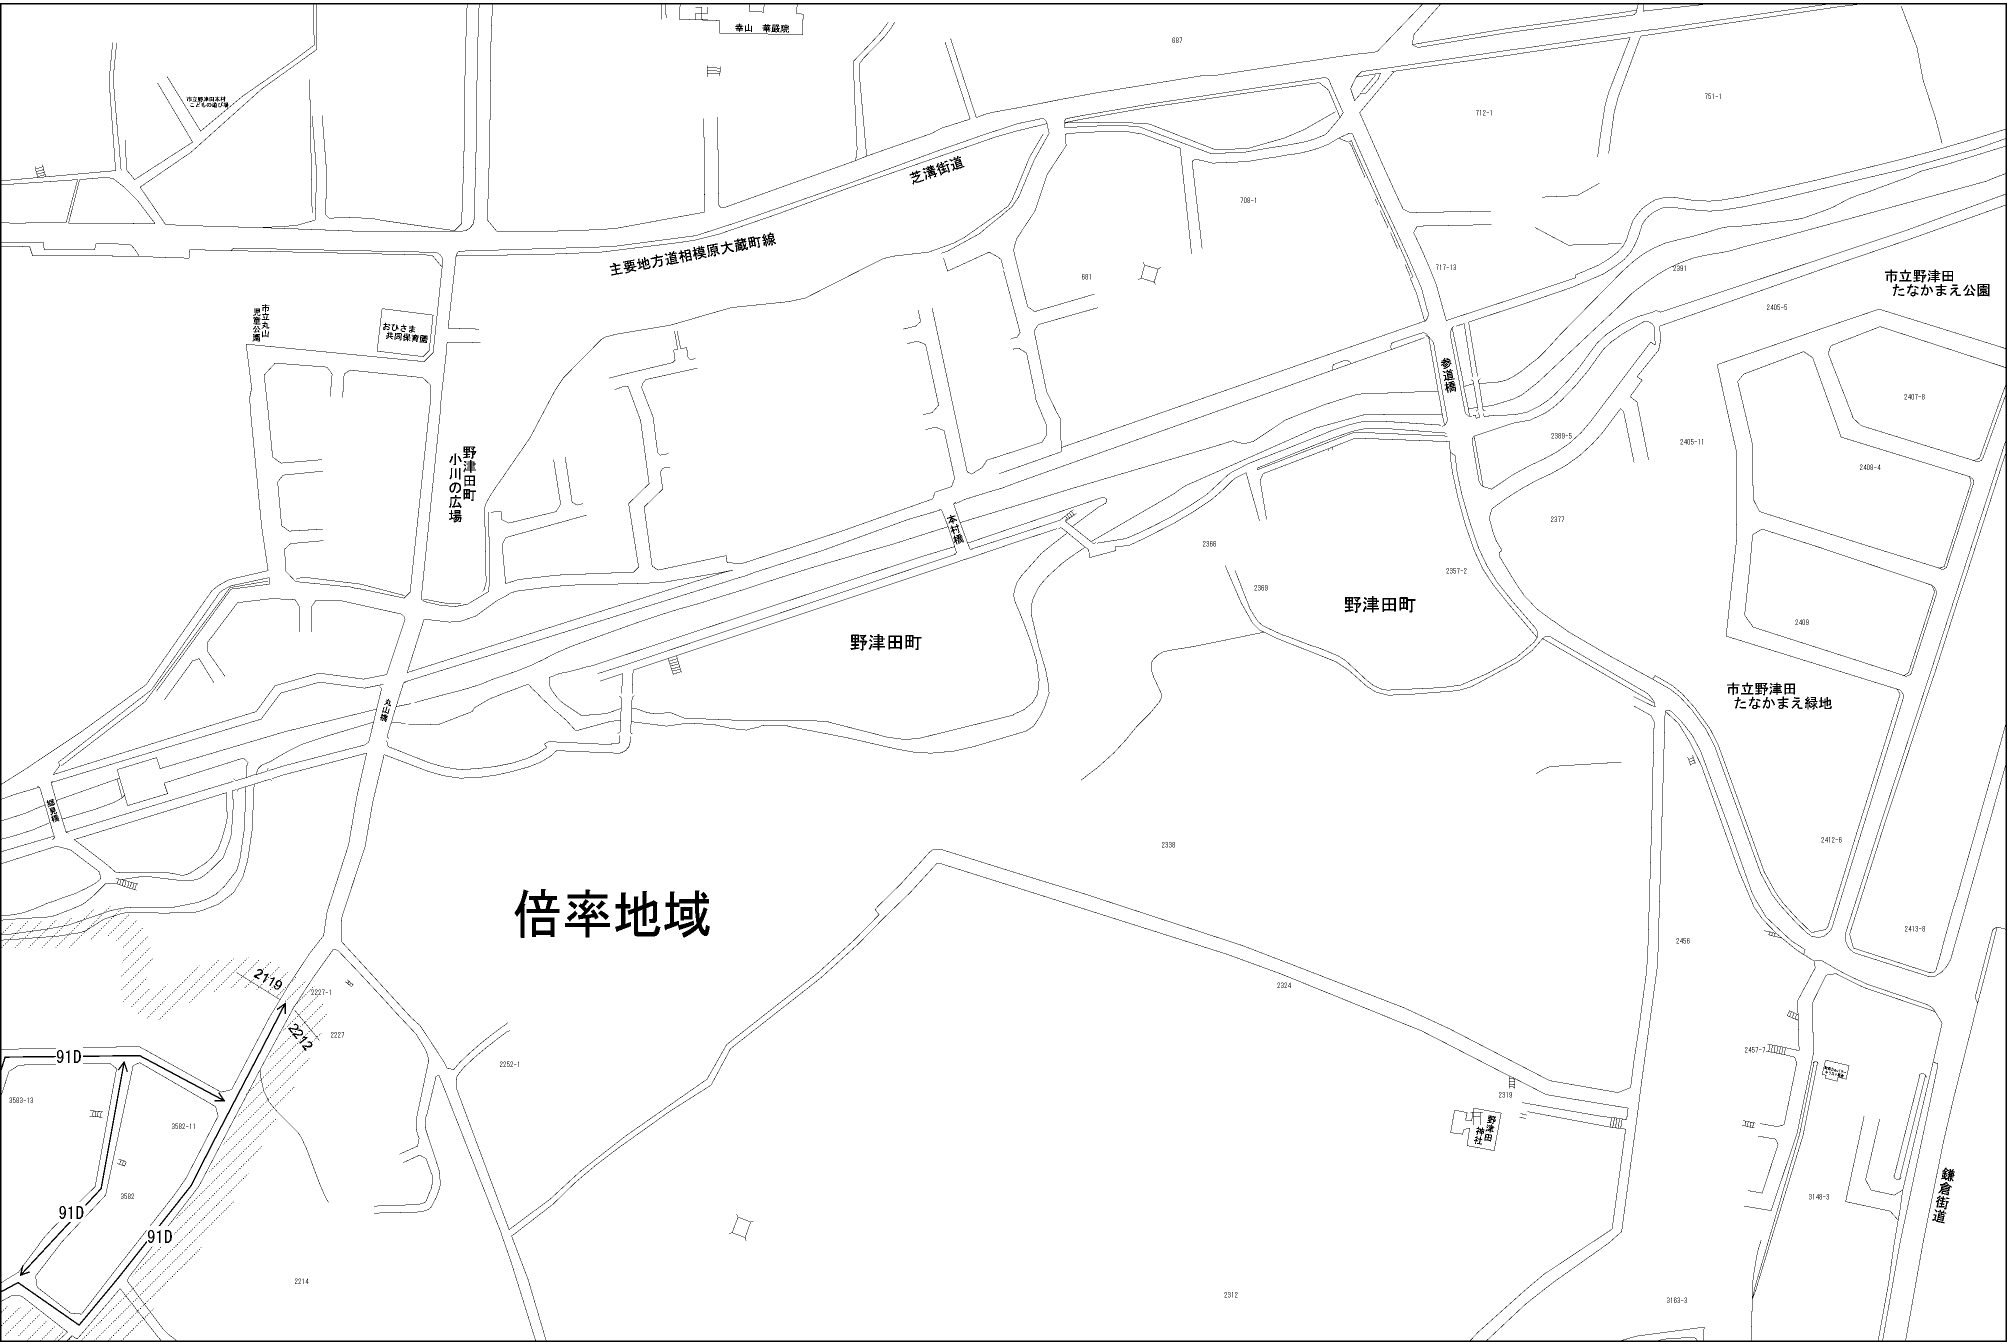 幸山　華厳院
687
市立野津田本村
こどもの遊び場
751-1
712-1
芝溝街道
708-1
主要地方道相模原大蔵町線
681
717-13
2391
市立野津田
たなかまえ公園
2405-5
市立丸山
児童公園
おひさま
共同保育園
参道橋
2407-8
2389-5
2405-11
2408-4
野津田町
小川の広場
本村橋
2377
2366
2369
2357-2
野津田町
野津田町
2409
市立野津田
たなかまえ緑地
丸山橋
2338
2412-6
倍率地域
2456
2413-8
2119
2227-1
2324
2212
2227
91D
2252-1
2457-7
3583-13
2319
3582-11
野津田
神社
3582
3148-3
鎌倉街道
91D
91D
2214
2312
3163-3